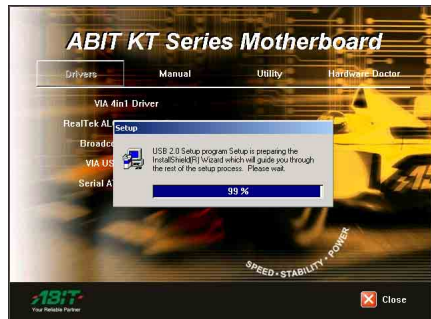 ABIT KT Series Motherboard
Drivers Manual Utility Hardware Doctor
VIA 4in1 Driver
RealTek AL
Broadco
VIA US
Serial A
Setup
USB 2.0 Setup program Setup is preparing the
InstallShield(R) Wizard which will guide you through
the rest of the setup process. Please wait.
99 %
SPEED • STABILITY • POWER
ABIT
Your Reliable Partner
Close